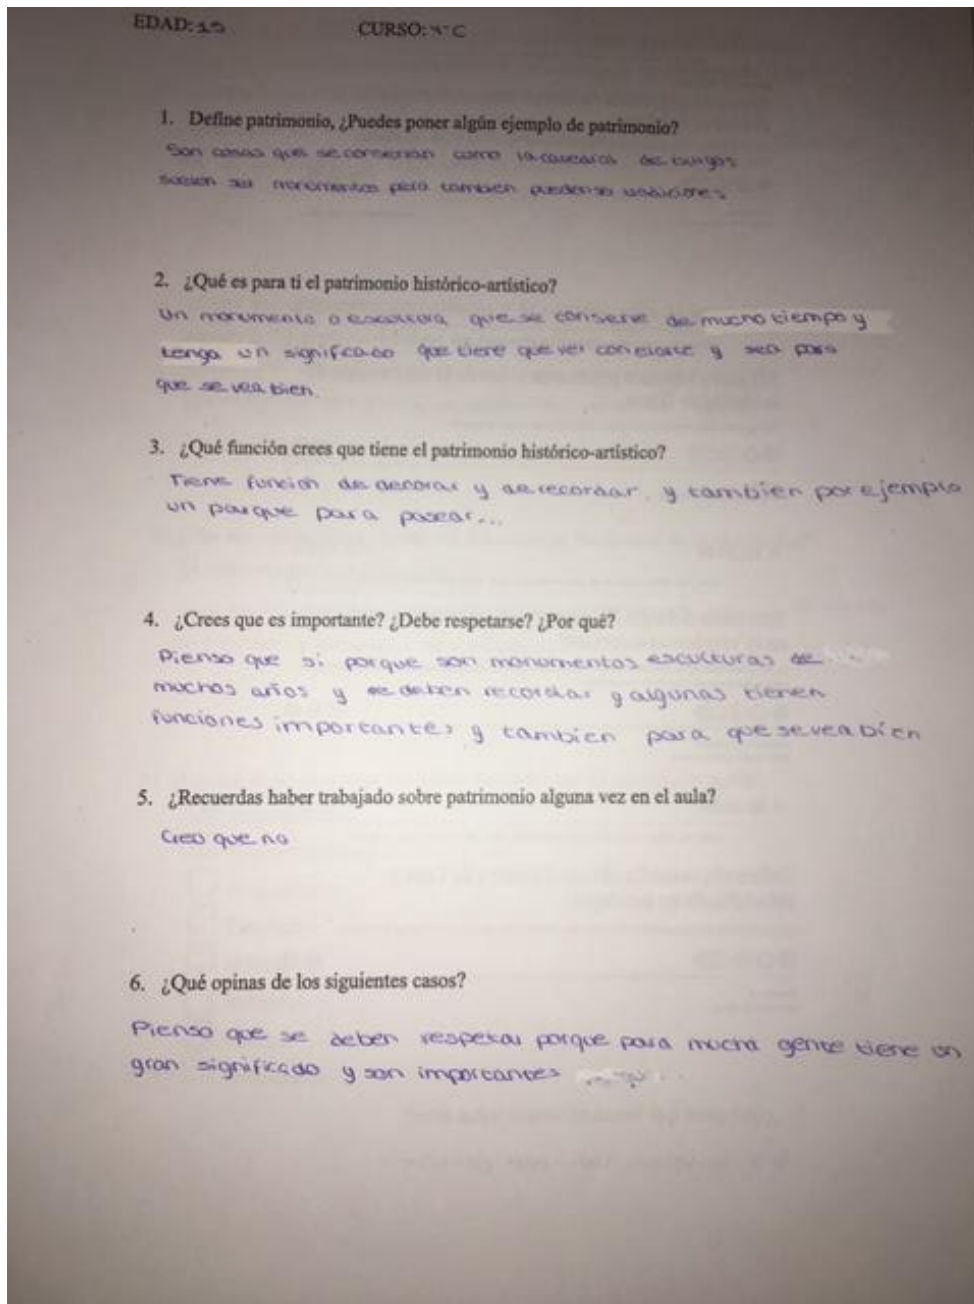 EDAD: 15 CURSO: 4º C
1. Define patrimonio, ¿Puedes poner algún ejemplo de patrimonio?
Son cosas que se conservan como la catedral de burgos
suelen ser monumentos pero tambien pueden ser tradiciones
2. ¿Qué es para ti el patrimonio histórico-artístico?
Un monumento o escultura que se conserve de mucho tiempo y
tenga un significado que tiene que ver con el arte y sea para
que se vea bien.
3. ¿Qué función crees que tiene el patrimonio histórico-artístico?
Tiene funcion de decorar y de recordar. y tambien por ejemplo
un parque para pasear...
4. ¿Crees que es importante? ¿Debe respetarse? ¿Por qué?
Pienso que si porque son monumentos esculturas de
muchos años y se deben recordar y algunas tienen
funciones importantes y tambien para que se vea bien
5. ¿Recuerdas haber trabajado sobre patrimonio alguna vez en el aula?
Creo que no
6. ¿Qué opinas de los siguientes casos?
Pienso que se deben respetar porque para mucha gente tiene un
gran significado y son importantes